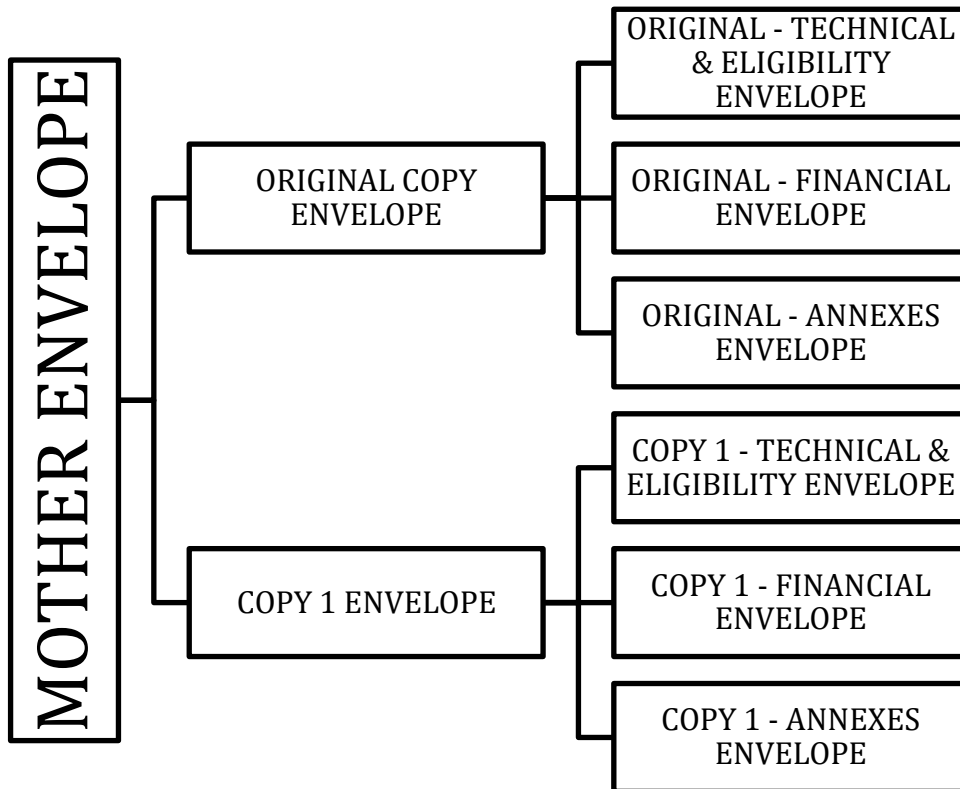 MOTHER ENVELOPE
ORIGINAL COPY
ENVELOPE
ORIGINAL - TECHNICAL
& ELIGIBILITY
ENVELOPE
ORIGINAL - FINANCIAL
ENVELOPE
ORIGINAL - ANNEXES
ENVELOPE
COPY 1 ENVELOPE
COPY 1 - TECHNICAL &
ELIGIBILITY ENVELOPE
COPY 1 - FINANCIAL
ENVELOPE
COPY 1 - ANNEXES
ENVELOPE